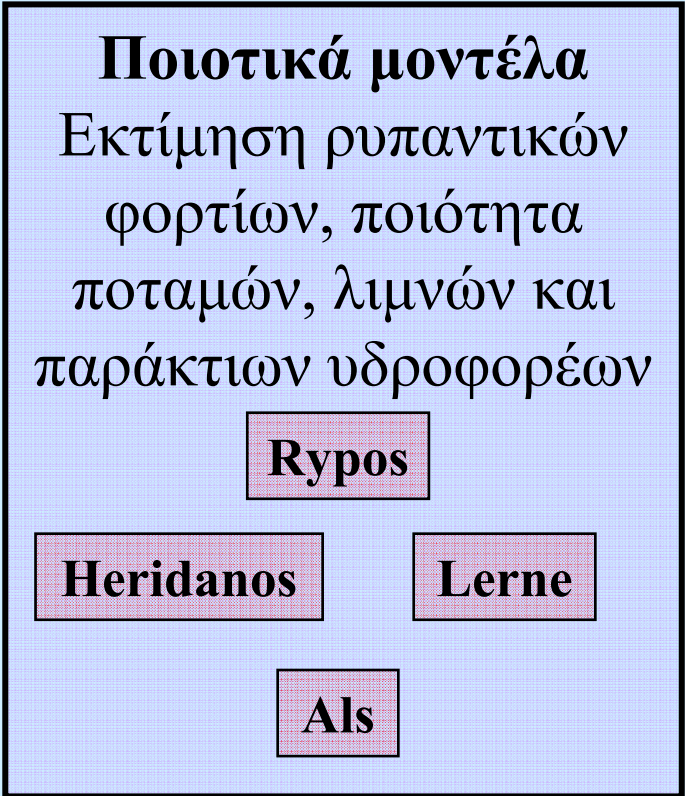 Ποιοτικά μοντέλα
Εκτίμηση ρυπαντικών
φορτίων, ποιότητα
ποταμών, λιμνών και
παράκτιων υδροφορέων
Rypos
Heridanos Lerne
Als